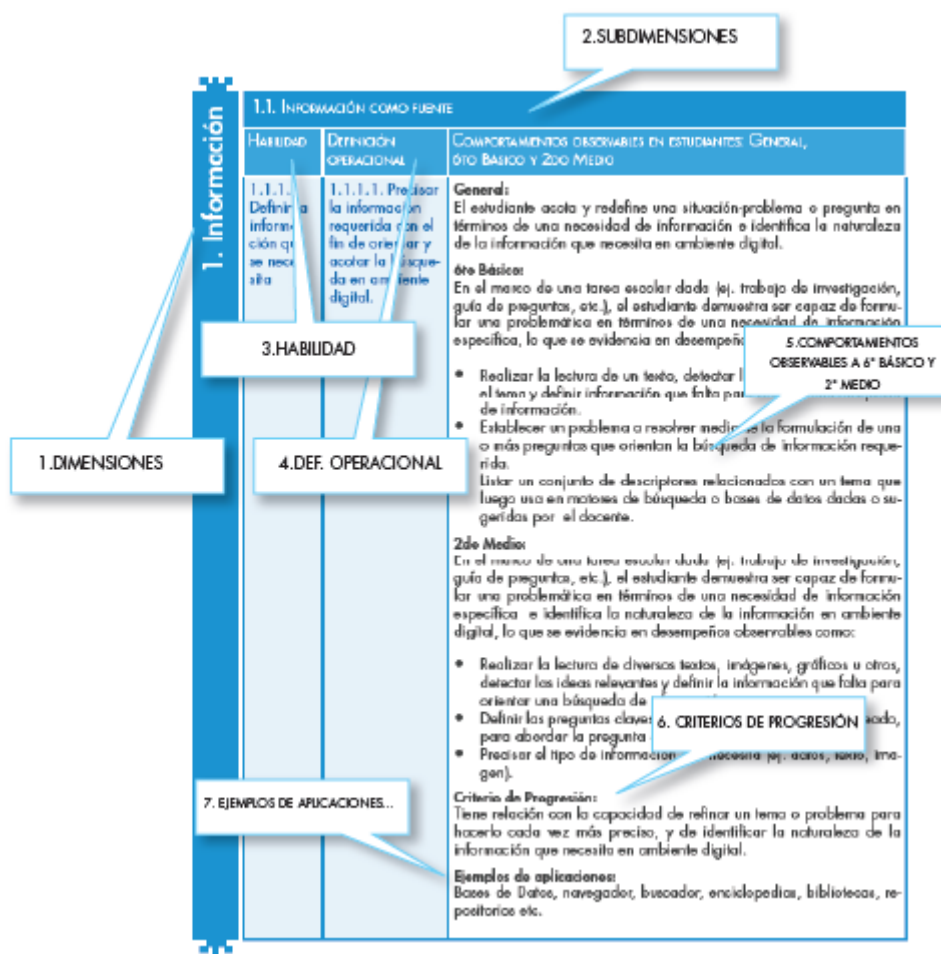 2.SUBDIMENSIONES
1. Información
1.1. Información como fuente
Habilidad
Definición
operacional
Comportamientos observables en estudiantes: General,
6to Básico y 2do Medio
1.1.1.
Definir la
informa-
ción que
se nece-
sita
1.1.1.1. Precisar
la información
requerida con el
fin de orientar y
acotar la búsque-
da en ambiente
digital.
General:
El estudiante acota y redefine una situación-problema o pregunta en
términos de una necesidad de información e identifica la naturaleza
de la información que necesita en ambiente digital.
6to Básico:
En el marco de una tarea escolar dada (ej. trabajo de investigación,
guía de preguntas, etc.), el estudiante demuestra ser capaz de formu-
lar una problemática en términos de una necesidad de información
específica, lo que se evidencia en desempeñ
• Realizar la lectura de un texto, detectar
el tema y definir información que falta par
de información.
• Establecer un problema a resolver media la formulación de una
o más preguntas que orientan la búsqueda de información reque-
rida.
Listar un conjunto de descriptores relacionados con un tema que
luego usa en motores de búsqueda o bases de datos dadas o su-
geridas por el docente.
2do Medio:
En el marco de una tarea escolar dada (ej. trabajo de investigación,
guía de preguntas, etc.), el estudiante demuestra ser capaz de formu-
lar una problemática en términos de una necesidad de información
específica e identifica la naturaleza de la información en ambiente
digital, lo que se evidencia en desempeños observables como:
• Realizar la lectura de diversos textos, imágenes, gráficos u otros,
detectar las ideas relevantes y definir la información que falta para
orientar una búsqueda de
• Definir las preguntas claves eado,
para abordar la pregunta
• Precisar el tipo de información necesita (ej. datos, texto, ima-
gen).
Criterio de Progresión:
Tiene relación con la capacidad de refinar un tema o problema para
hacerlo cada vez más preciso, y de identificar la naturaleza de la
información que necesita en ambiente digital.
Ejemplos de aplicaciones:
Bases de Datos, navegador, buscador, enciclopedias, bibliotecas, re-
positorios etc.
3.HABILIDAD
5.COMPORTAMIENTOS
OBSERVABLES A 6° BÁSICO Y
2° MEDIO
1.DIMENSIONES
4.DEF. OPERACIONAL
6. CRITERIOS DE PROGRESIÓN
7. EJEMPLOS DE APLICACIONES...